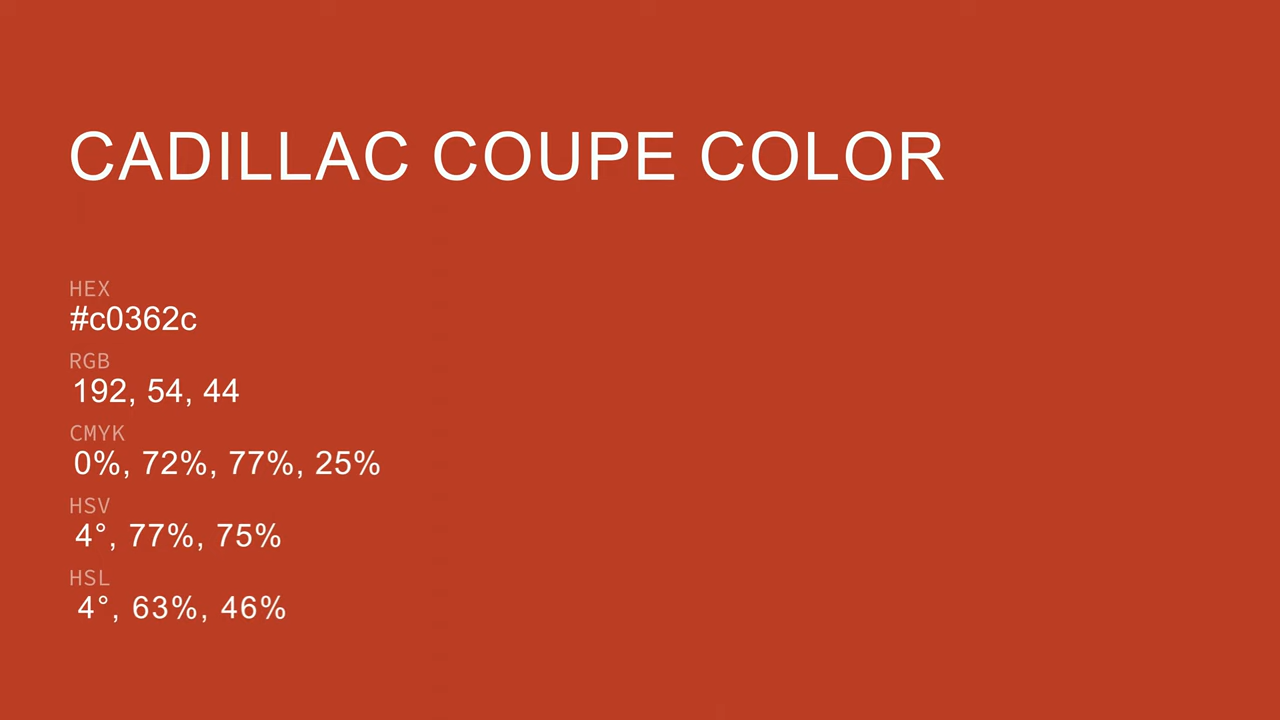 CADILLAC COUPE COLOR
HEX
#c0362c
RGB
192, 54, 44
CMYK
0%, 72%, 77%, 25%
HSV
4°, 77%, 75%
HSL
4°, 63%, 46%